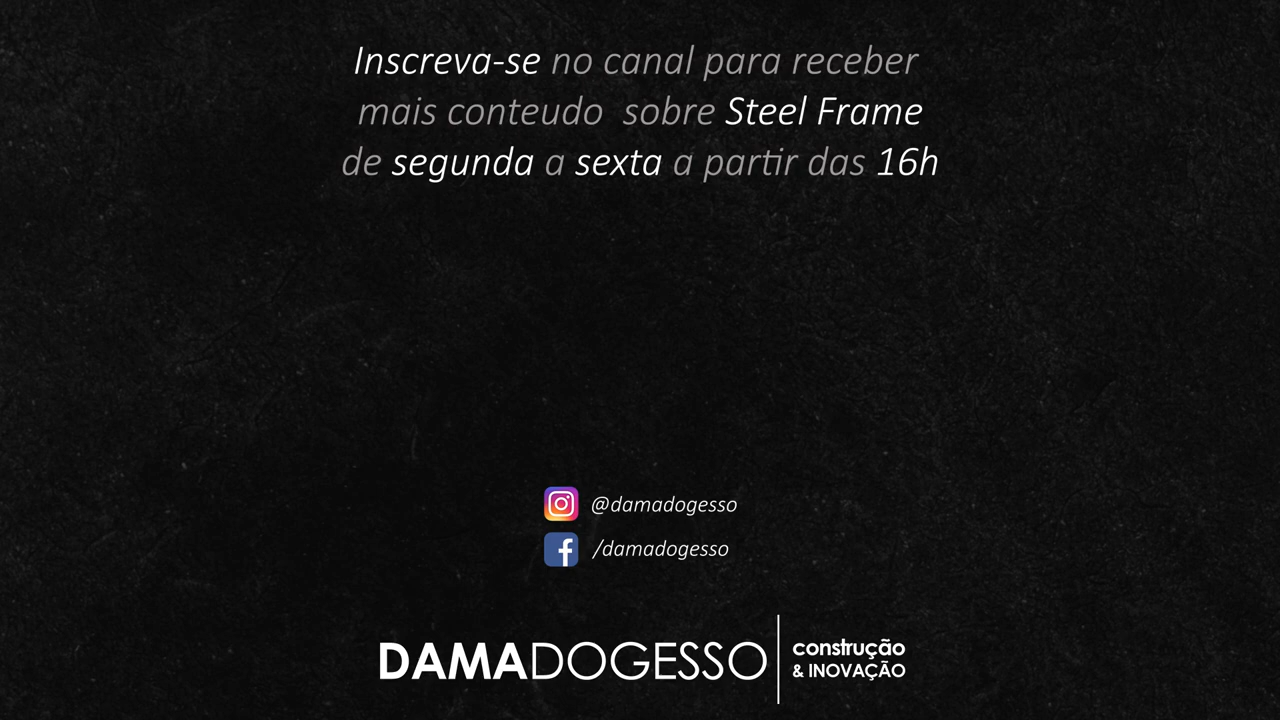 Inscreva-se no canal para receber
mais conteudo sobre Steel Frame
de segunda a sexta a partir das 16h
@damadogesso
/damadogesso
DAMADOGESSO
construção
& INOVAÇÃO